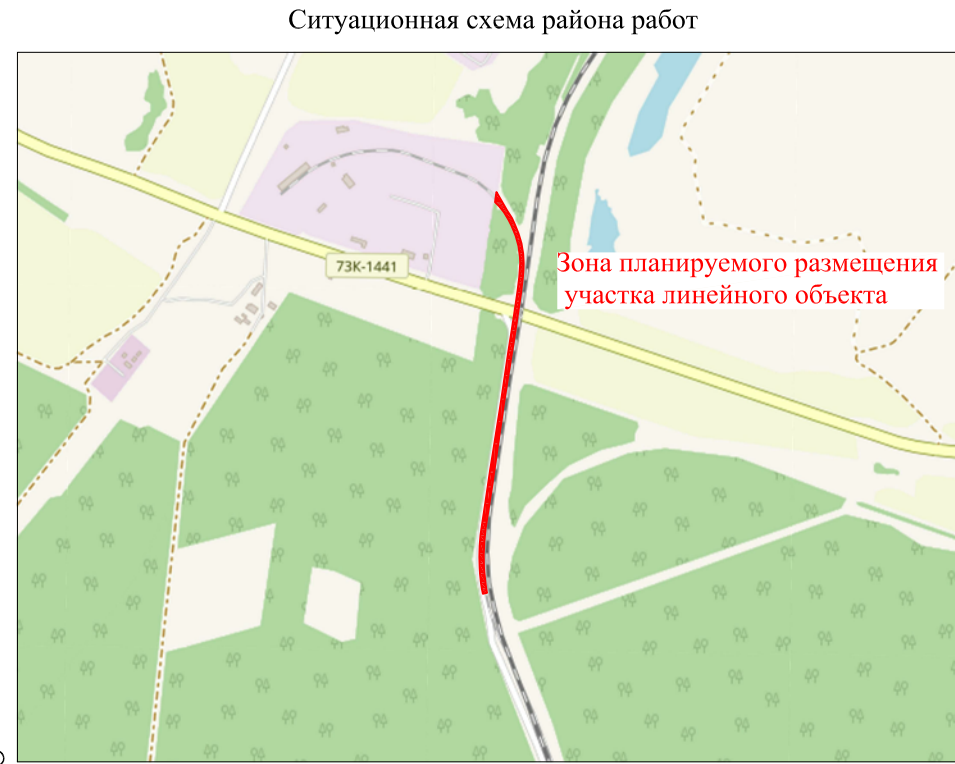 Ситуационная схема района работ
73К-1441
Зона планируемого размещения
участка линейного объекта